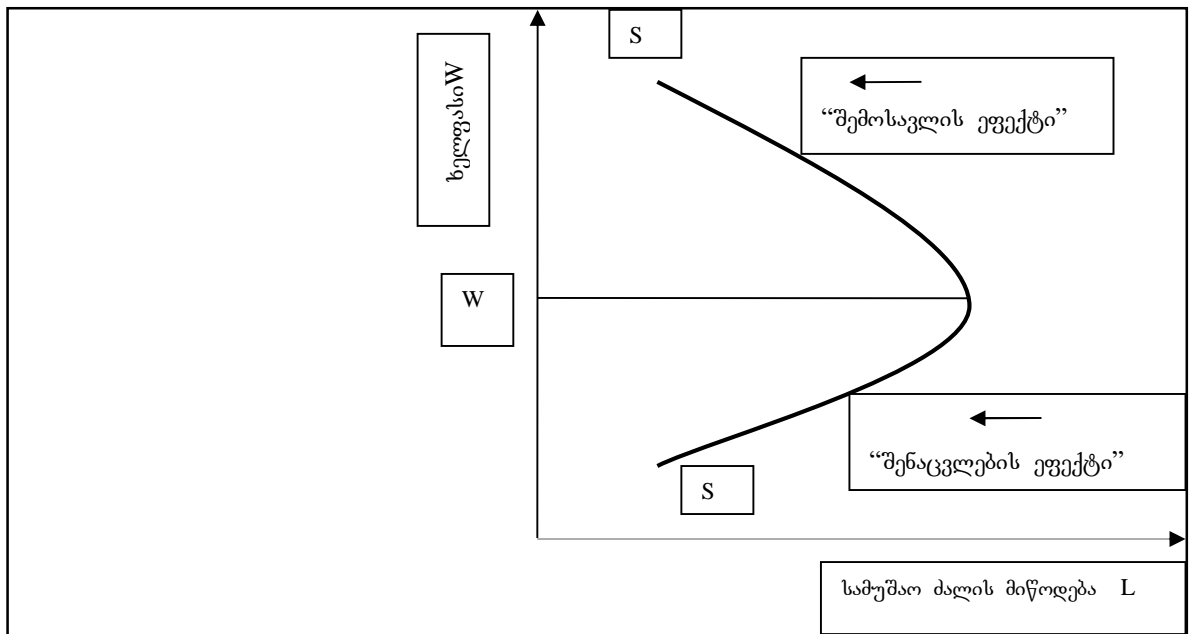 S
ხელფასიW
“შემოსავლის ეფექტი”
W
“შენაცვლების ეფექტი”
S
სამუშაო ძალის მიწოდება L